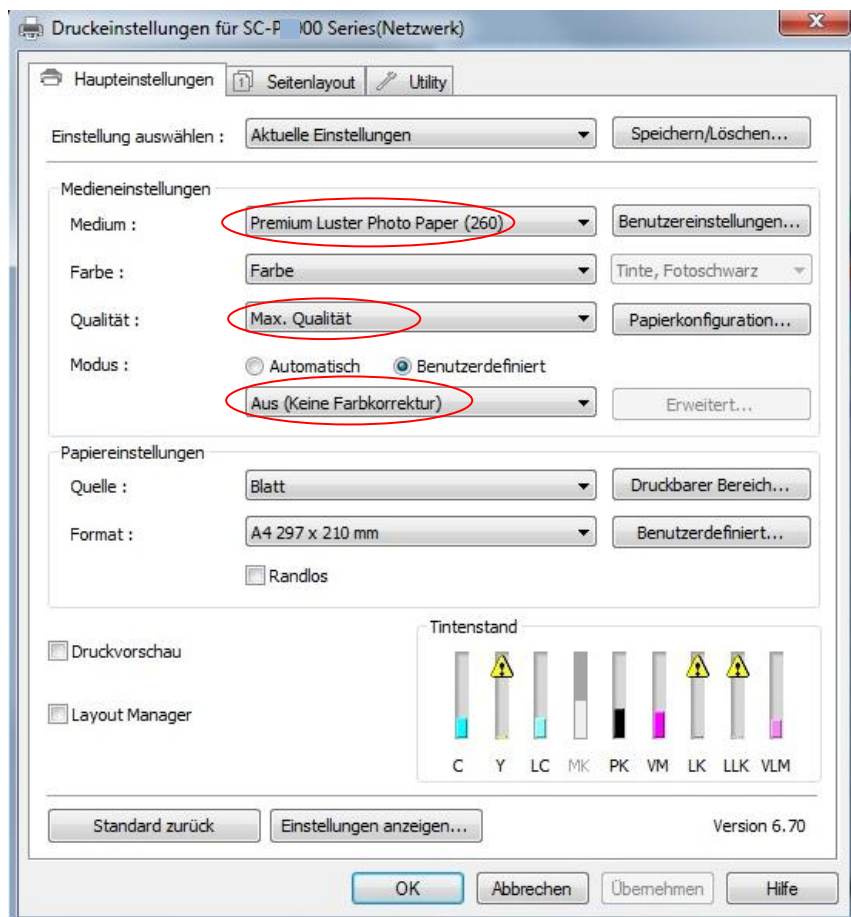 Druckeinstellungen für SC-P 00 Series(Netzwerk)
Haupteinstellungen Seitenlayout Utility
Einstellung auswählen : Aktuelle Einstellungen Speichern/Löschen...
Medieneinstellungen
Medium : Premium Luster Photo Paper (260) Benutzereinstellungen...
Farbe : Farbe Tinte, Fotoschwarz
Qualität : Max. Qualität Papierkonfiguration...
Modus : Automatisch Benutzerdefiniert
Aus (Keine Farbkorrektur) Erweitert...
Papiereinstellungen
Quelle : Blatt Druckbarer Bereich...
Format : A4 297 x 210 mm Benutzerdefiniert...
Randlos
Tintenstand
Druckvorschau
Layout Manager
C Y LC MK PK VM LK LLK VLM
Standard zurück Einstellungen anzeigen... Version 6.70
OK Abbrechen Übernehmen Hilfe